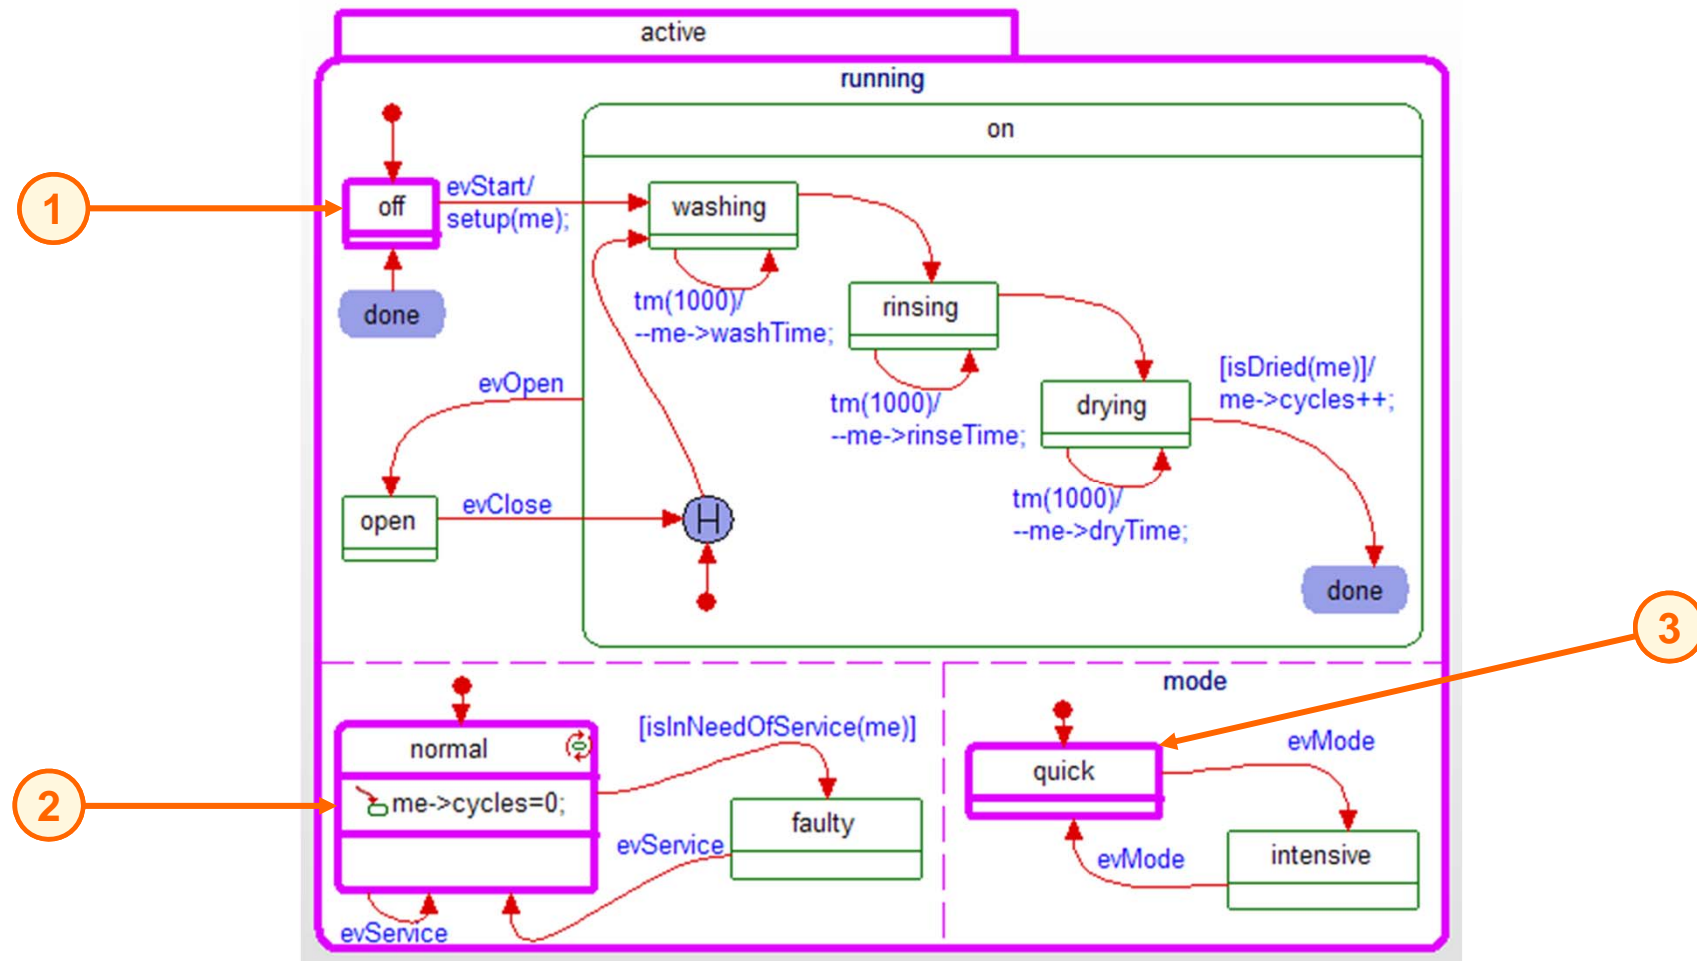 active
running
on
1
off
evStart/
setup(me);
washing
done
tm(1000)/
--me->washTime;
rinsing
tm(1000)/
--me->rinseTime;
drying
[isDried(me)]/
me->cycles++;
tm(1000)/
--me->dryTime;
evOpen
open
evClose
H
done
3
mode
2
normal
me->cycles=0;
[isInNeedOfService(me)]
faulty
evService
evService
quick
evMode
evMode
intensive